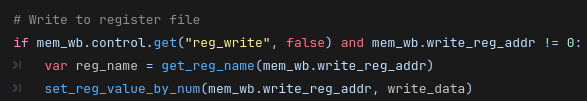 # Write to register file
if mem_wb.control.get("reg_write", false) and mem_wb.write_reg_addr != 0:
var reg_name = get_reg_name(mem_wb.write_reg_addr)
set_reg_value_by_num(mem_wb.write_reg_addr, write_data)